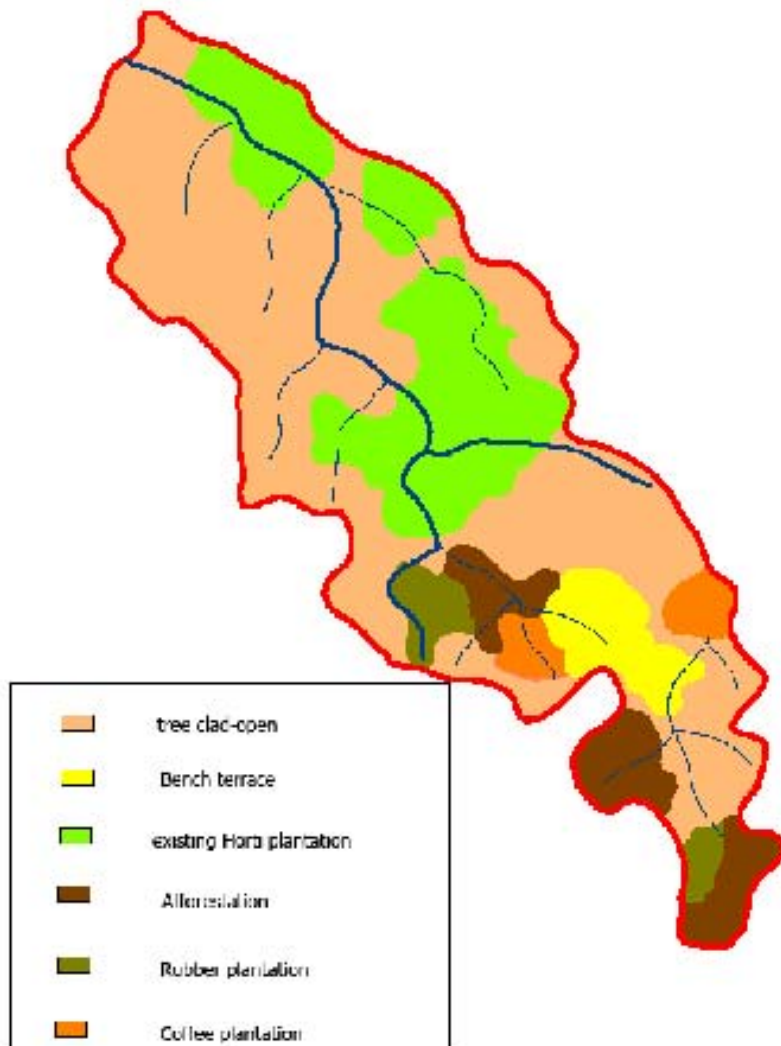 tree clad-open
Bench terrace
existing Horti plantation
Afforestation
Rubber plantation
Coffee plantation